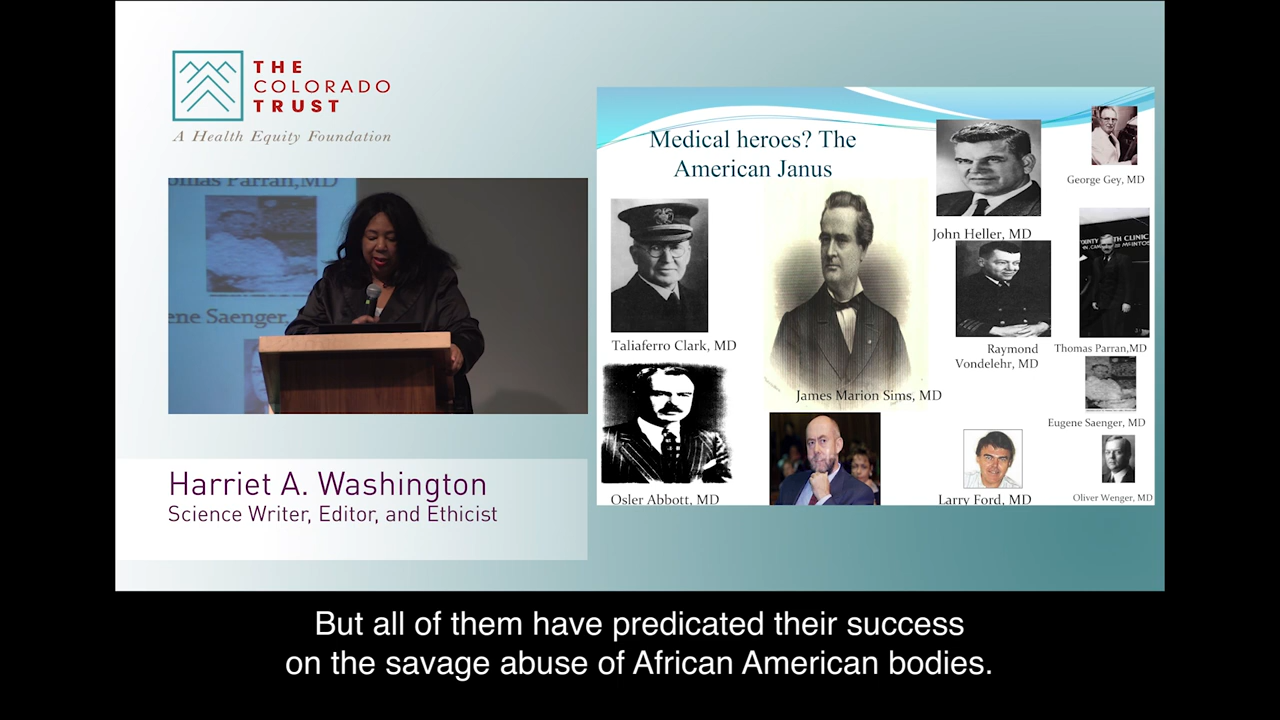 THE
COLORADO
TRUST
A Health Equity Foundation
Thomas Parran, MD
Eugene Saenger,
Harriet A. Washington
Science Writer, Editor, and Ethicist
Medical heroes? The
American Janus
George Gey, MD
John Heller, MD
Taliaferro Clark, MD
James Marion Sims, MD
Raymond
Vondelehr, MD
Thomas Parran,MD
Eugene Saenger, MD
Osler Abbott, MD
Larry Ford, MD
Oliver Wenger, MD
But all of them have predicated their success
on the savage abuse of African American bodies.